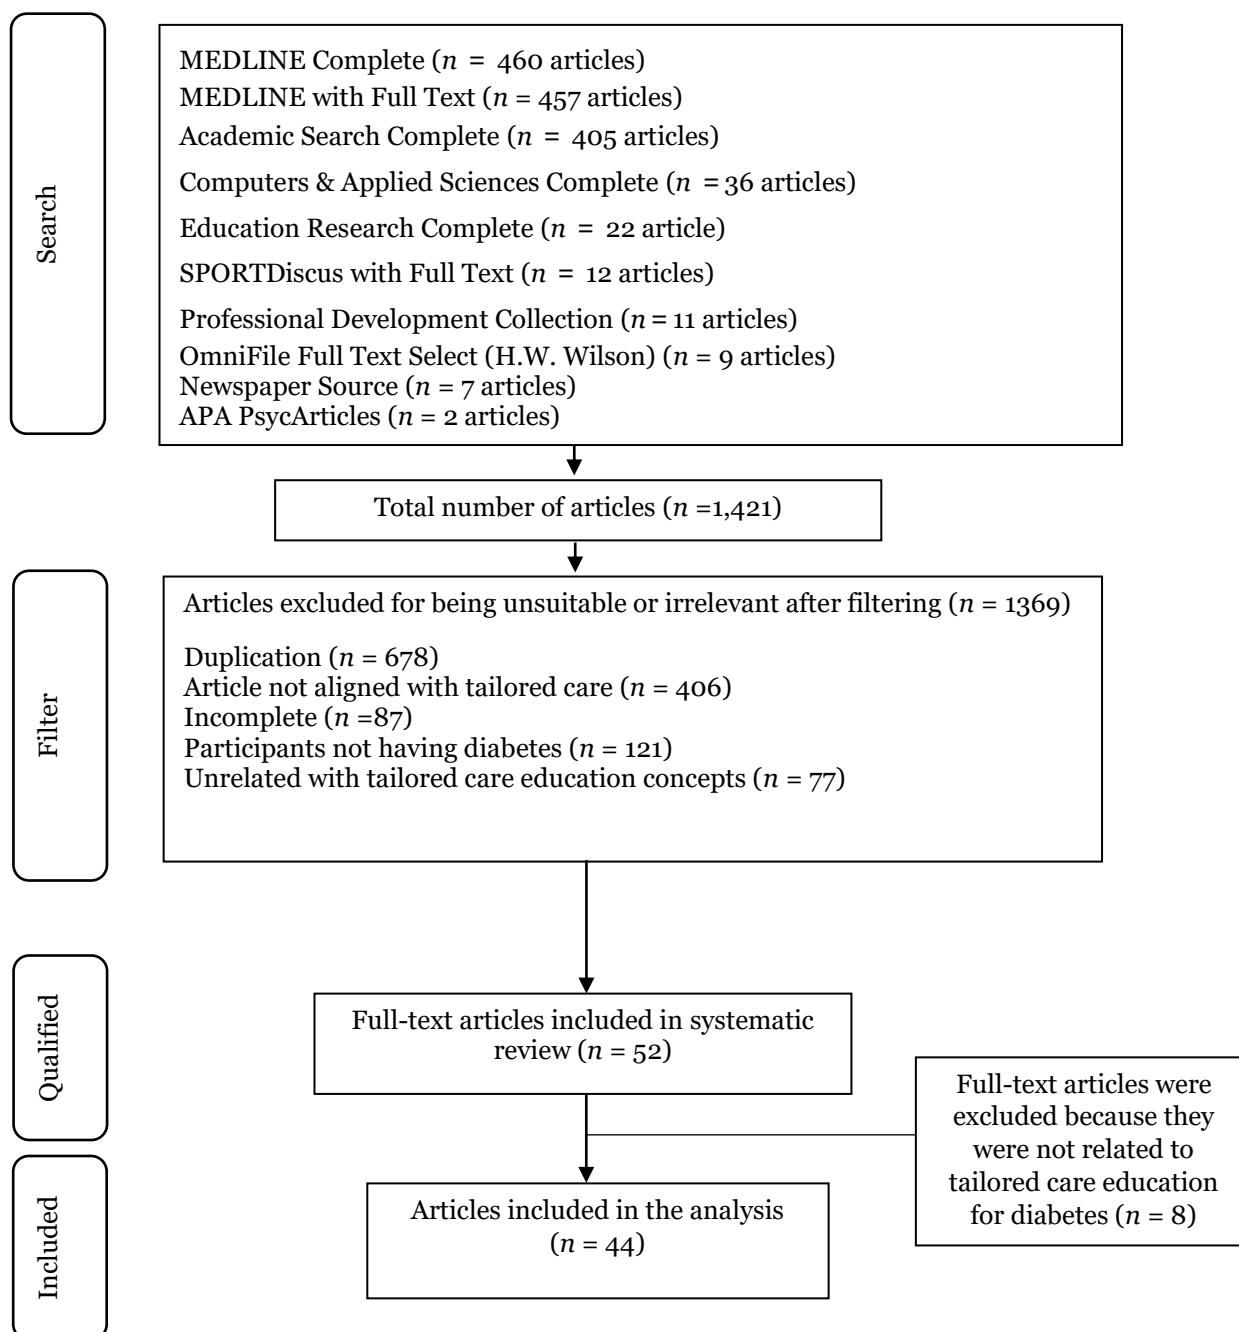 Search
MEDLINE Complete (n = 460 articles)
MEDLINE with Full Text (n = 457 articles)
Academic Search Complete (n = 405 articles)
Computers & Applied Sciences Complete (n = 36 articles)
Education Research Complete (n = 22 article)
SPORTDiscus with Full Text (n = 12 articles)
Professional Development Collection (n = 11 articles)
OmniFile Full Text Select (H.W. Wilson) (n = 9 articles)
Newspaper Source (n = 7 articles)
APA PsycArticles (n = 2 articles)
Total number of articles (n =1,421)
Filter
Articles excluded for being unsuitable or irrelevant after filtering (n = 1369)
Duplication (n = 678)
Article not aligned with tailored care (n = 406)
Incomplete (n =87)
Participants not having diabetes (n = 121)
Unrelated with tailored care education concepts (n = 77)
Qualified
Full-text articles included in systematic
review (n = 52)
Full-text articles were
excluded because they
were not related to
tailored care education
for diabetes (n = 8)
Included
Articles included in the analysis
(n = 44)